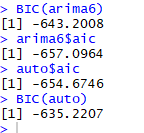 > BIC(arima6)
[1] -643.2008
> arima6$aic
[1] -657.0964
> auto$aic
[1] -654.6746
> BIC(auto)
[1] -635.2207
>